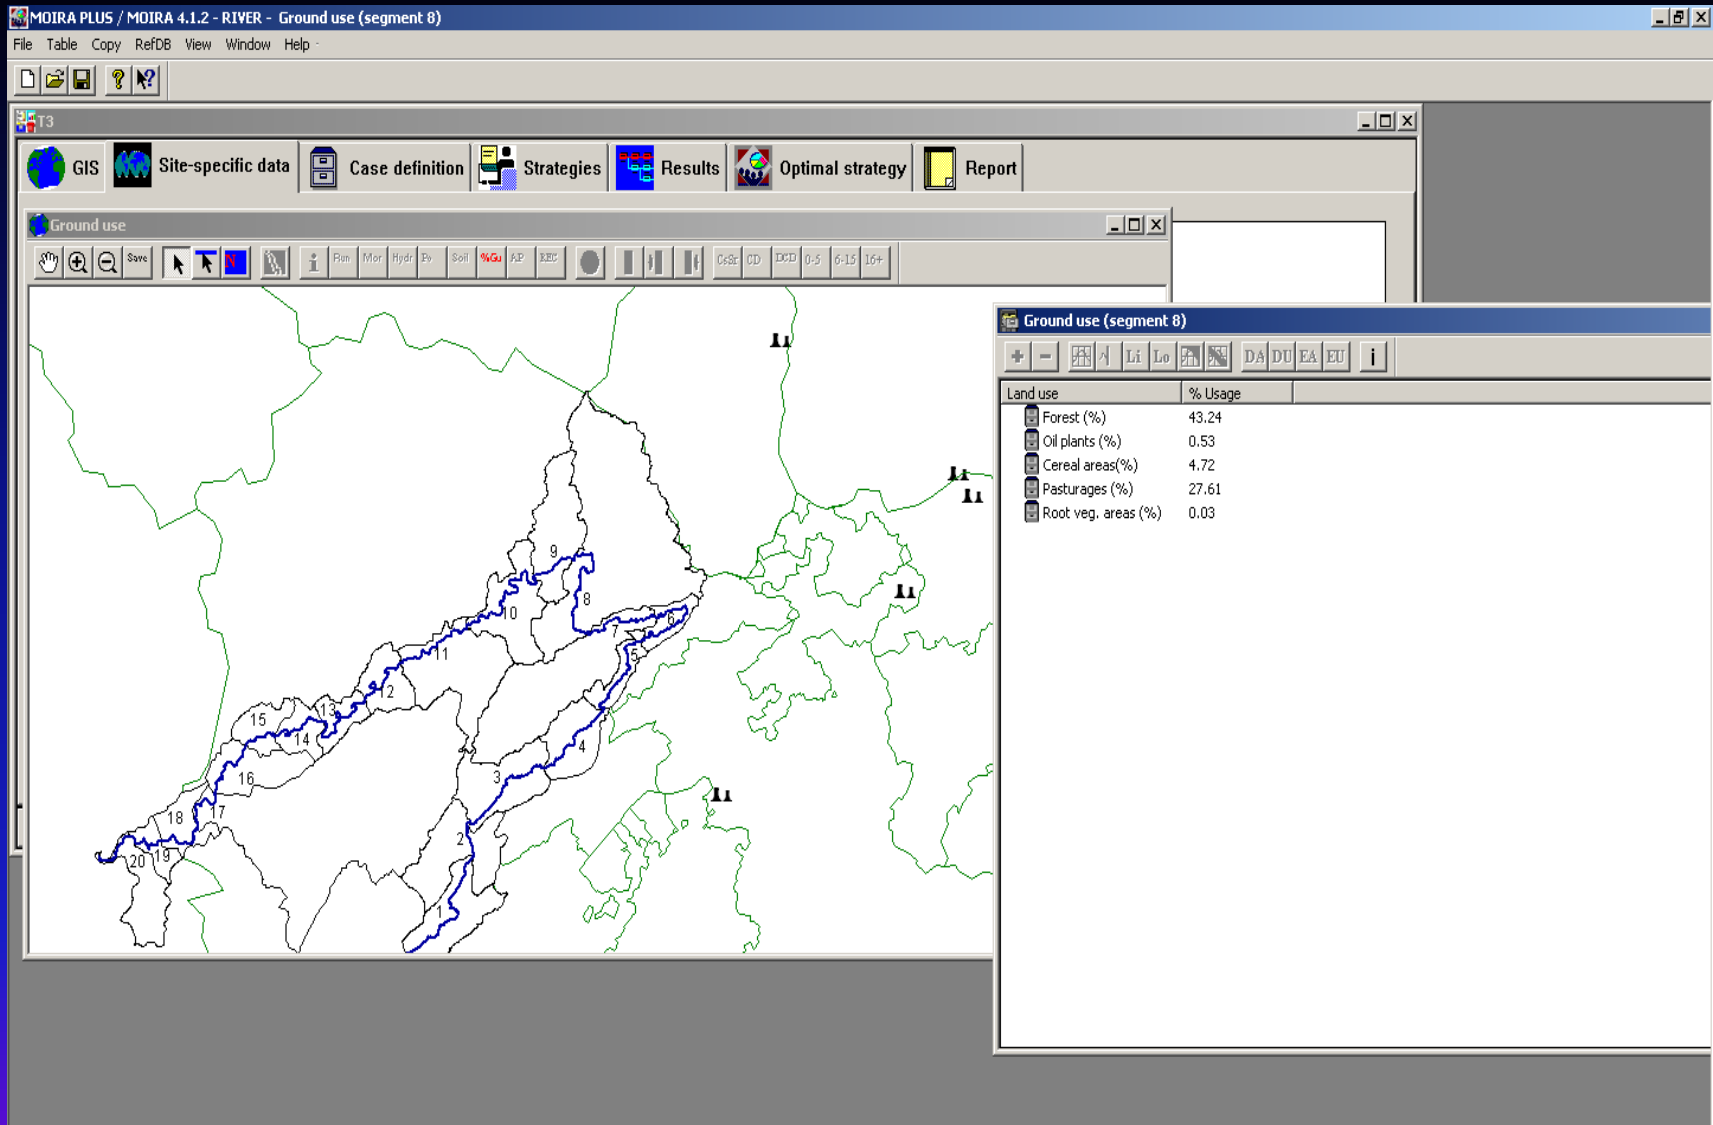 MOIRA PLUS / MOIRA 4.1.2 - RIVER - Ground use (segment 8)
File Table Copy RefDB View Window Help
T3
GIS Site-specific data Case definition Strategies Results Optimal strategy Report
Ground use
Save N i Run Mor Hydr Po Soil %Gu AP REC CsSr CD DCD 0-5 6-15 16+
Ground use (segment 8)
+ - Li Lo DA DU EA EU i
Land use % Usage
Forest (%) 43.24
Oil plants (%) 0.53
Cereal areas(%) 4.72
Pasturages (%) 27.61
Root veg. areas (%) 0.03
9
8
10
6
7
11
5
12
13
15
14
4
3
16
17
18
2
20
19
1